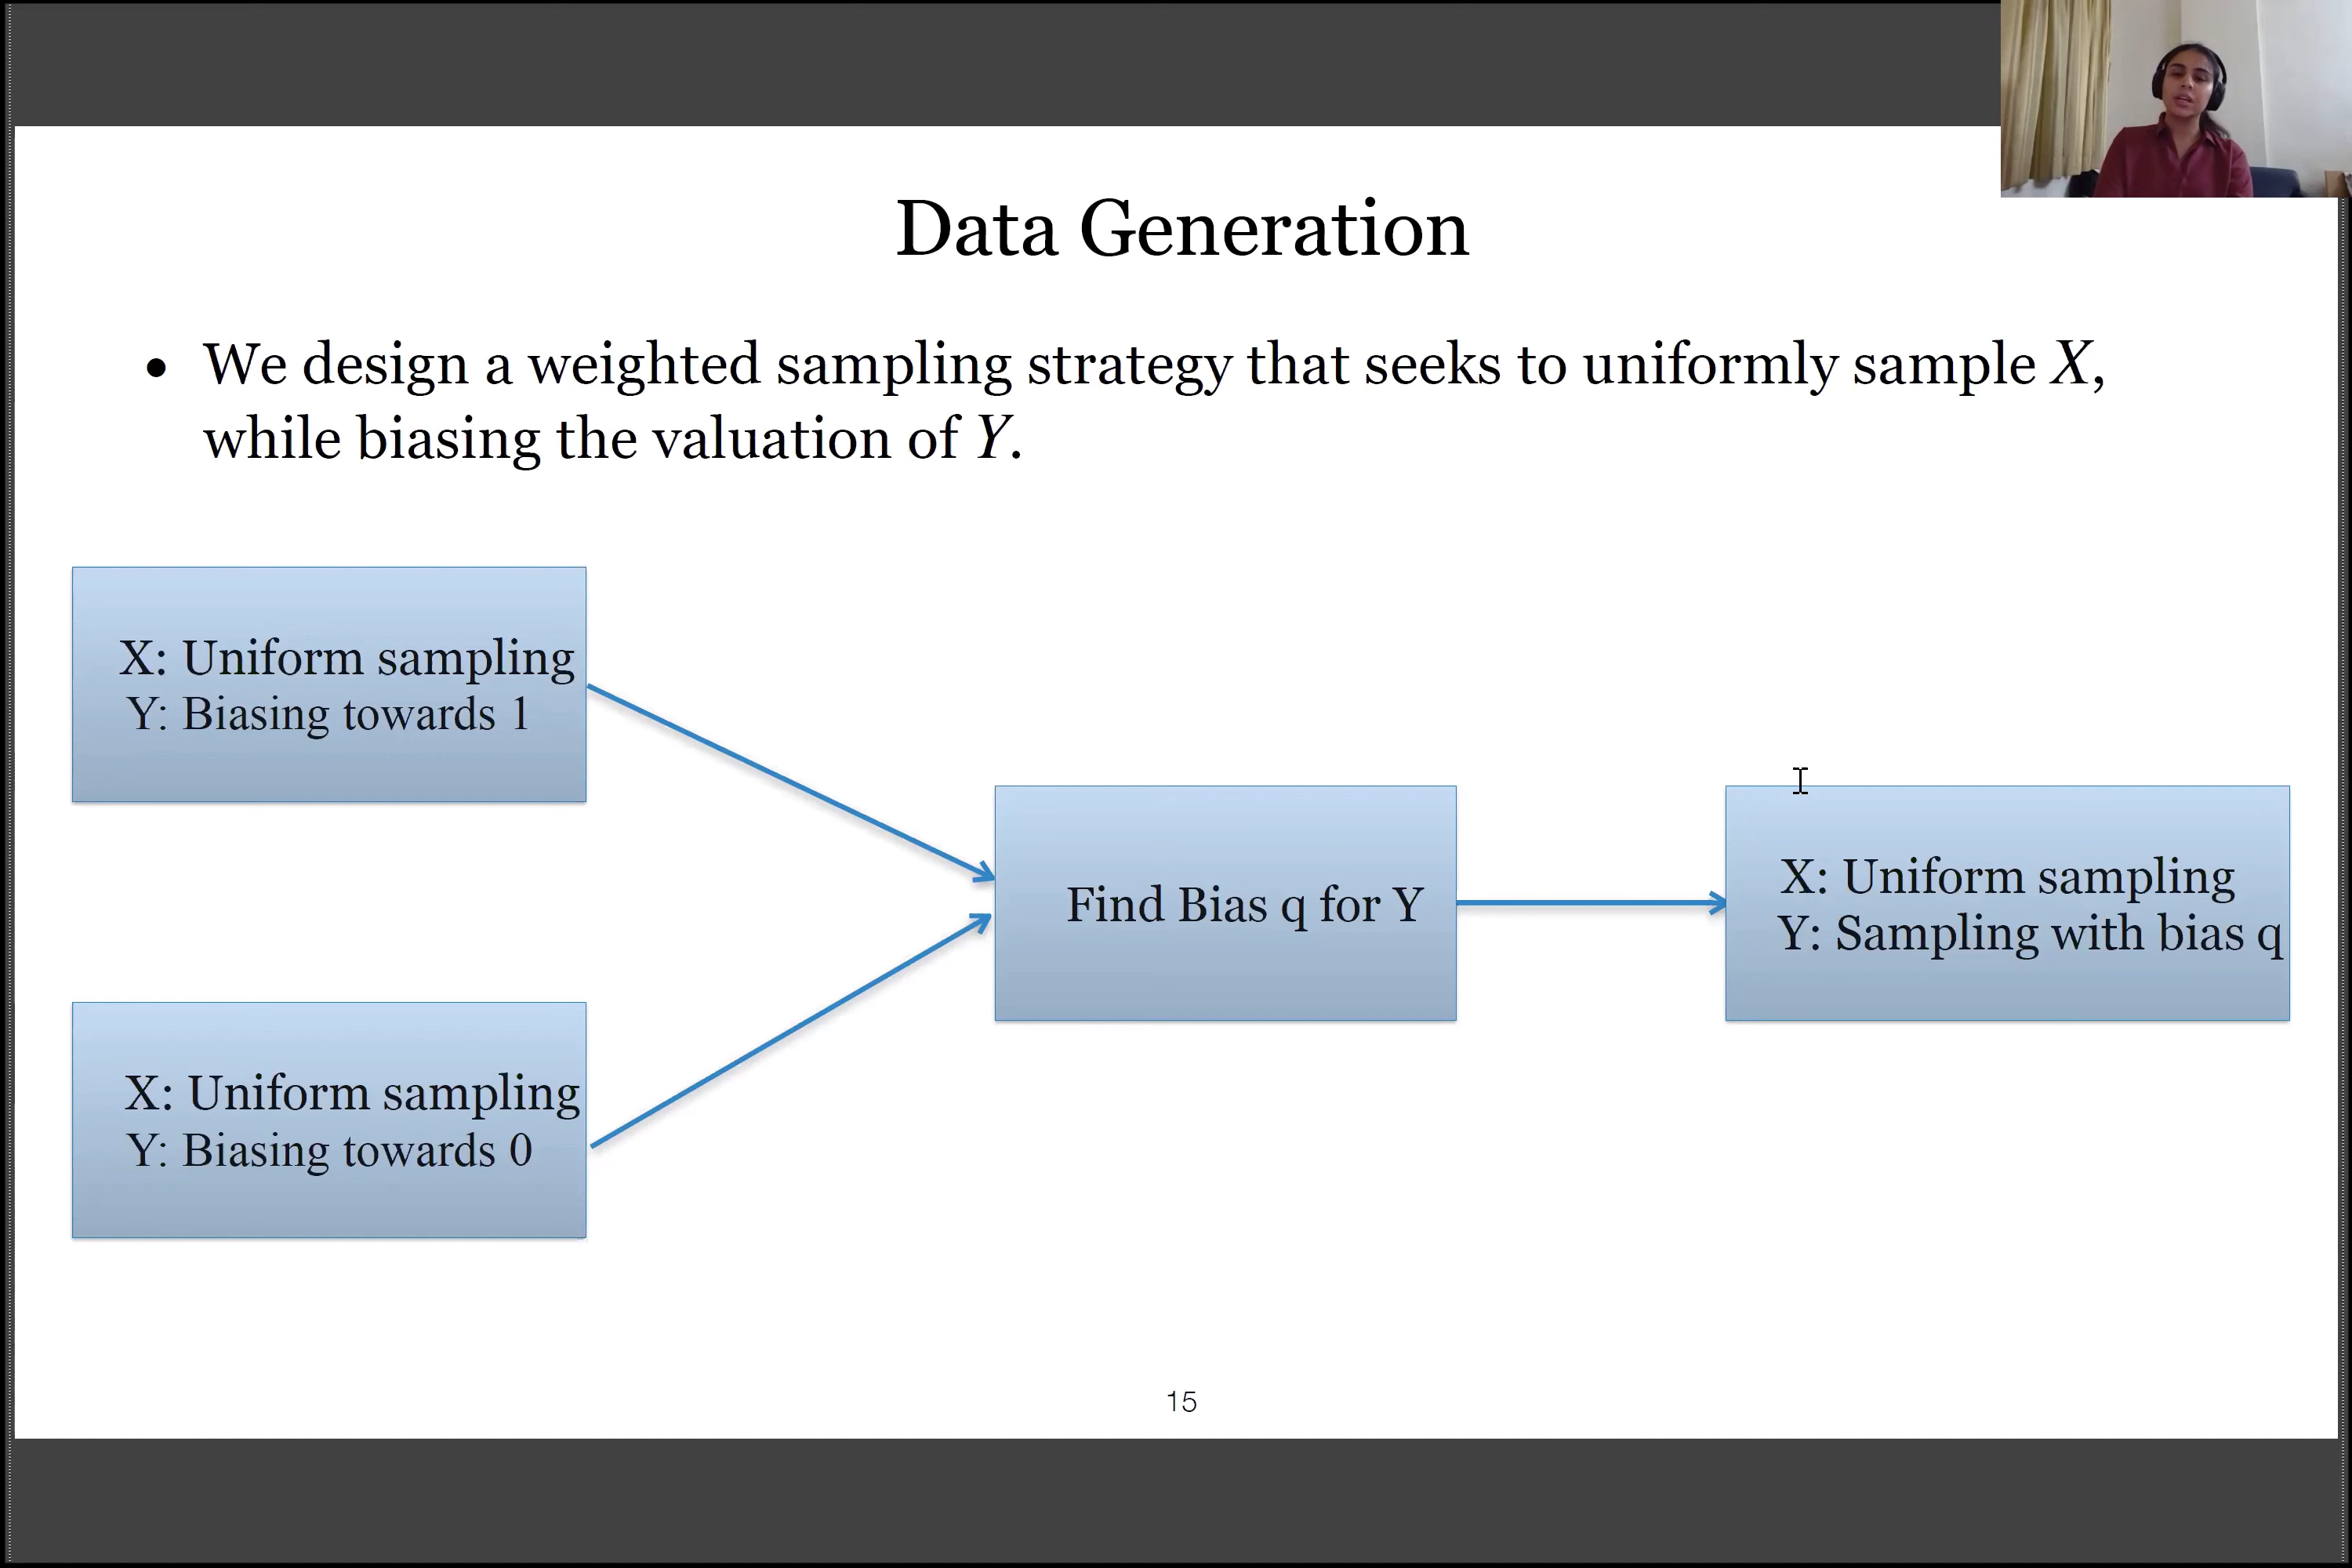 Data Generation
• We design a weighted sampling strategy that seeks to uniformly sample X,
while biasing the valuation of Y.
X: Uniform sampling
Y: Biasing towards 1
X: Uniform sampling
Y: Biasing towards 0
Find Bias q for Y
X: Uniform sampling
Y: Sampling with bias q
15